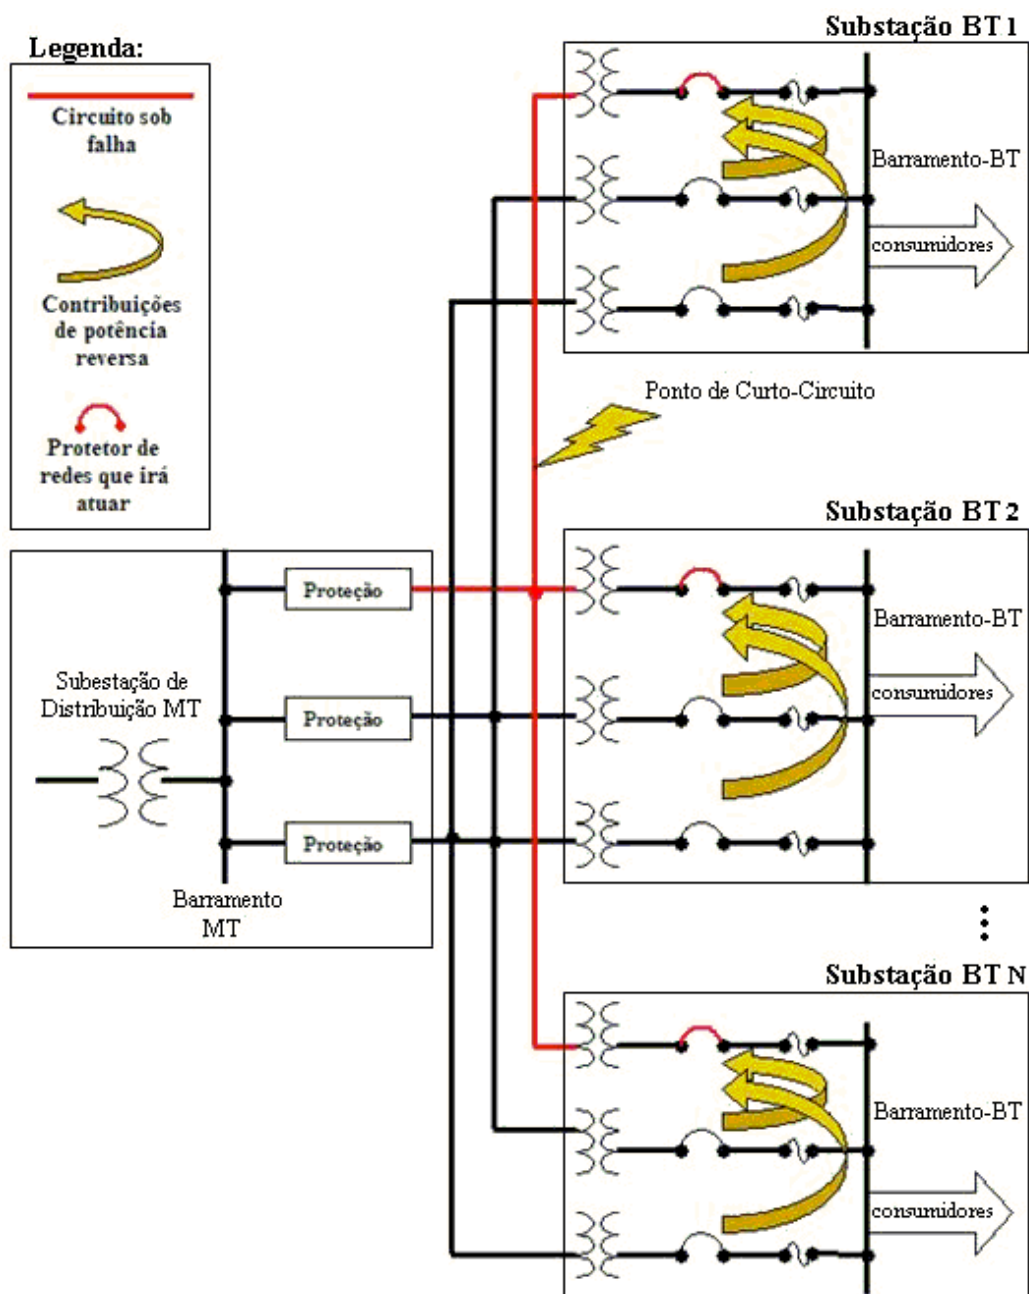 Substação BT 1
Legenda:
Circuito sob
falha
Contribuições
de potência
reversa
Protetor de
redes que irá
atuar
Barramento-BT
consumidores
Ponto de Curto-Circuito
Substação BT 2
Proteção
Barramento-BT
Subestação de
Distribuição MT
consumidores
Proteção
Proteção
Barramento
MT
Substação BT N
Barramento-BT
consumidores